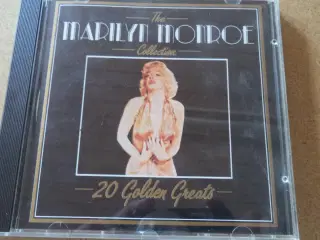 The
MARILYN MONROE
Collection
20 Golden Greats